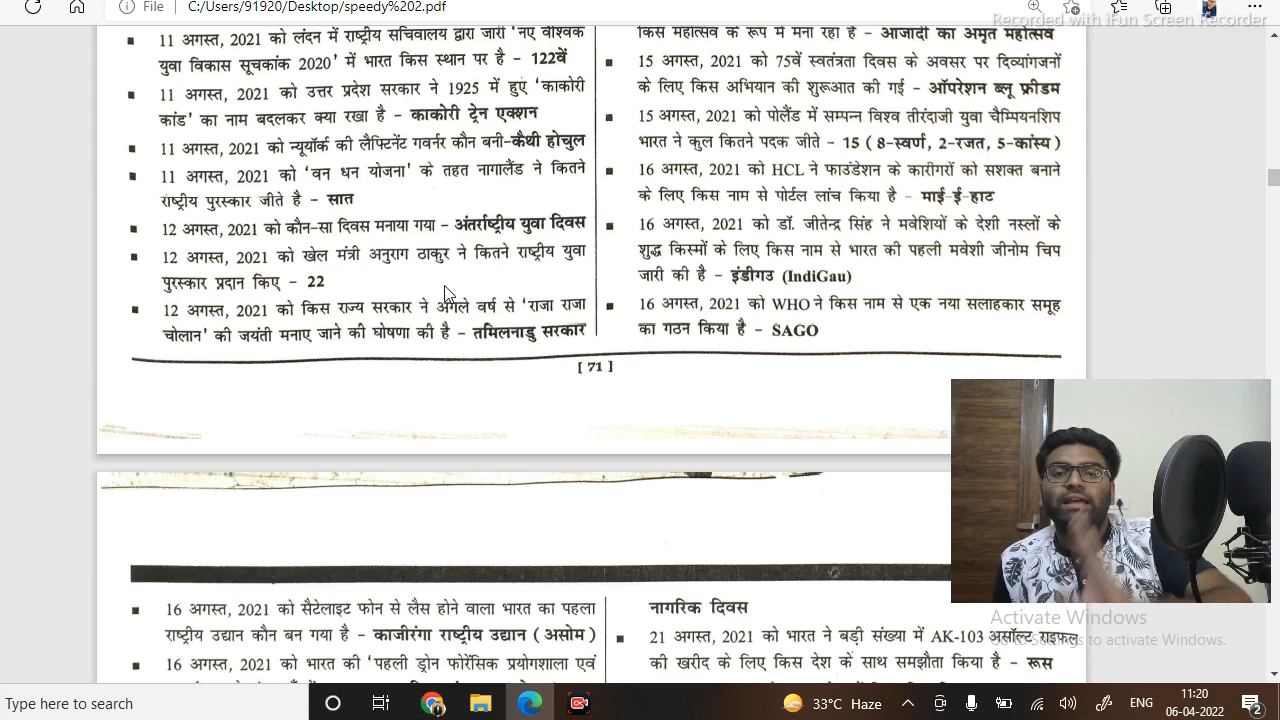 File
C:/Users/91920/Desktop/speedy%202.pdf
Recorded with iFun Screen Recorder
11 अगस्त, 2021 को लंदन में राष्ट्रीय सचिवालय द्वारा जारी 'नए वैश्विक
युवा विकास सूचकांक 2020' में भारत किस स्थान पर है - 122वें
11 अगस्त, 2021 को उत्तर प्रदेश सरकार ने 1925 में हुए 'काकोरी
कांड' का नाम बदलकर क्या रखा है - काकोरी ट्रेन एक्शन
11 अगस्त, 2021 को न्यूयॉर्क की लैफ्टिनेंट गवर्नर कौन बनी-कैथी होचुल
11 अगस्त, 2021 को 'वन धन योजना' के तहत नागालैंड ने कितने
राष्ट्रीय पुरस्कार जीते है - सात
12 अगस्त, 2021 को कौन-सा दिवस मनाया गया - अंतर्राष्ट्रीय युवा दिवस
12 अगस्त, 2021 को खेल मंत्री अनुराग ठाकुर ने कितने राष्ट्रीय युवा
पुरस्कार प्रदान किए - 22
12 अगस्त, 2021 को किस राज्य सरकार ने अगले वर्ष से 'राजा राजा
चोलान' की जयंती मनाए जाने की घोषणा की है - तमिलनाडु सरकार
किस महोत्सव के रूप में मना रहा है - आजादी का अमृत महोत्सव
15 अगस्त, 2021 को 75वें स्वतंत्रता दिवस के अवसर पर दिव्यांगजनों
के लिए किस अभियान की शुरूआत की गई - ऑपरेशन ब्लू फ्रीडम
15 अगस्त, 2021 को पोलैंड में सम्पन्न विश्व तीरंदाजी युवा चैम्पियनशिप
भारत ने कुल कितने पदक जीते - 15 (8-स्वर्ण, 2-रजत, 5-कांस्य)
16 अगस्त, 2021 को HCL ने फाउंडेशन के कारीगरों को सशक्त बनाने
के लिए किस नाम से पोर्टल लांच किया है - माई-ई-हाट
16 अगस्त, 2021 को डॉ. जीतेन्द्र सिंह ने मवेशियों के देशी नस्लों के
शुद्ध किस्मों के लिए किस नाम से भारत की पहली मवेशी जीनोम चिप
जारी की है - इंडीगउ (IndiGau)
16 अगस्त, 2021 को WHO ने किस नाम से एक नया सलाहकार समूह
का गठन किया है - SAGO
[ 71 ]
16 अगस्त, 2021 को सैटेलाइट फोन से लैस होने वाला भारत का पहला
राष्ट्रीय उद्यान कौन बन गया है - काजीरंगा राष्ट्रीय उद्यान (असोम)
16 अगस्त, 2021 को भारत की 'पहली ड्रोन फोरेंसिक प्रयोगशाला एवं
नागरिक दिवस
21 अगस्त, 2021 को भारत ने बड़ी संख्या में AK-103 असॉल्ट राइफल
की खरीद के लिए किस देश के साथ समझौता किया है - रूस
Activate Windows
Go to Settings to activate Windows.
Type here to search
33°C Haze
ENG
11:20
06-04-2022
2